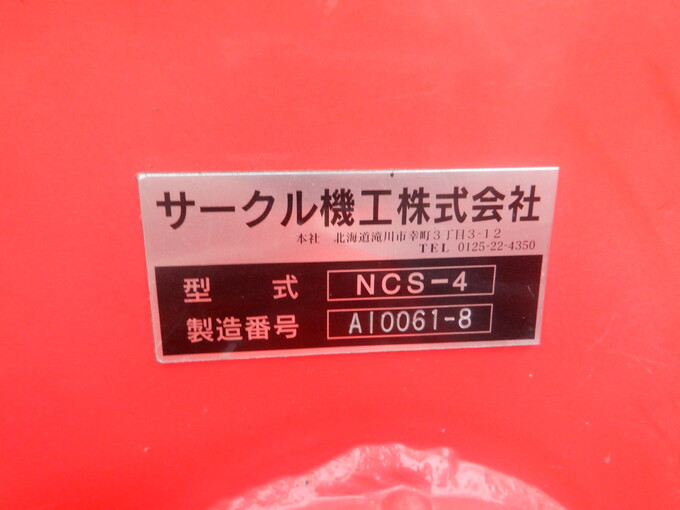 サークル機工株式会社
本社 北海道滝川市幸町3丁目3-12
TEL 0125-22-4350
型式 NCS-4
製造番号 A10061-8